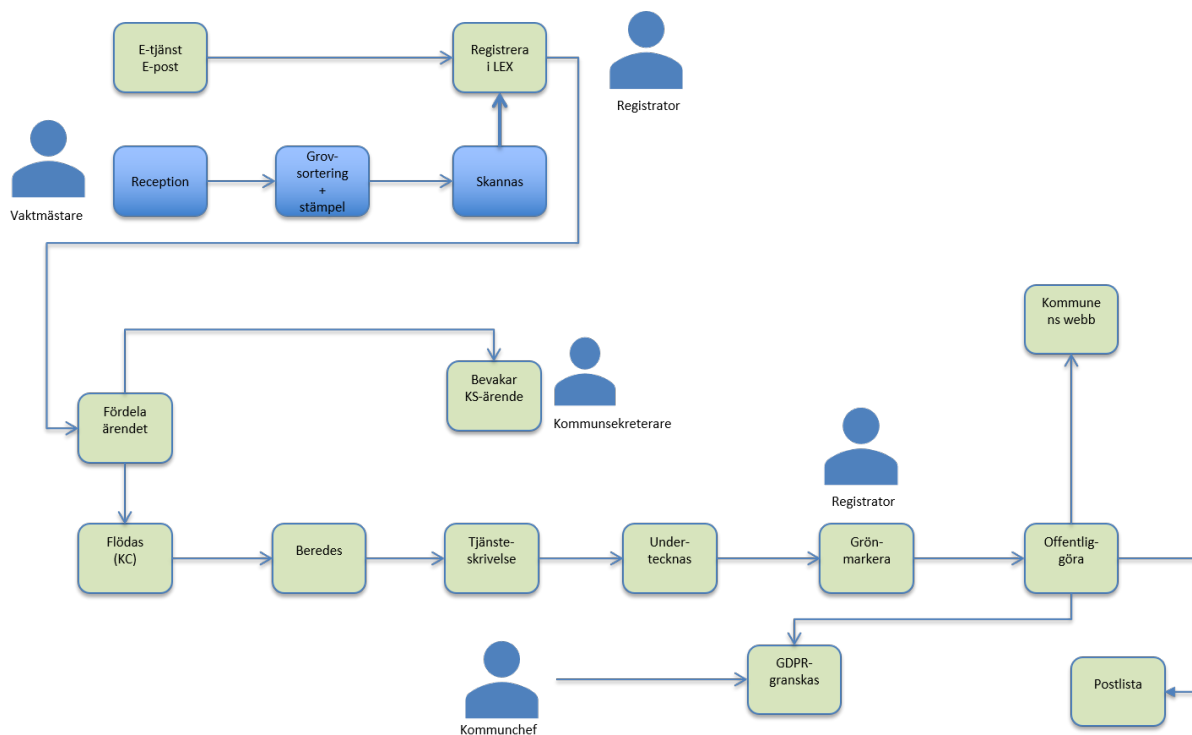 E-tjänst
E-post
Registrera
i LEX
Registrator
Vaktmästare
Reception
Grov-
sortering
+
stämpel
Skannas
Kommune
ns webb
Bevakar
KS-ärende
Kommunsekreterare
Fördela
ärendet
Registrator
Flödas
(KC)
Beredes
Tjänste-
skrivelse
Under-
tecknas
Grön-
markera
Offentlig-
göra
GDPR-
granskas
Postlista
Kommunchef